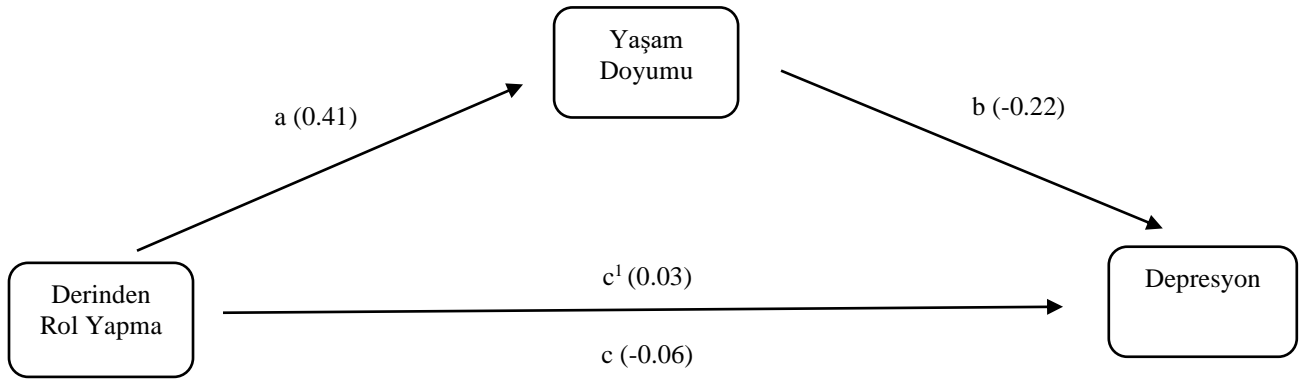 Yaşam
Doyumu
a (0.41)
b (-0.22)
Derinden
Rol Yapma
c¹ (0.03)
Depresyon
c (-0.06)